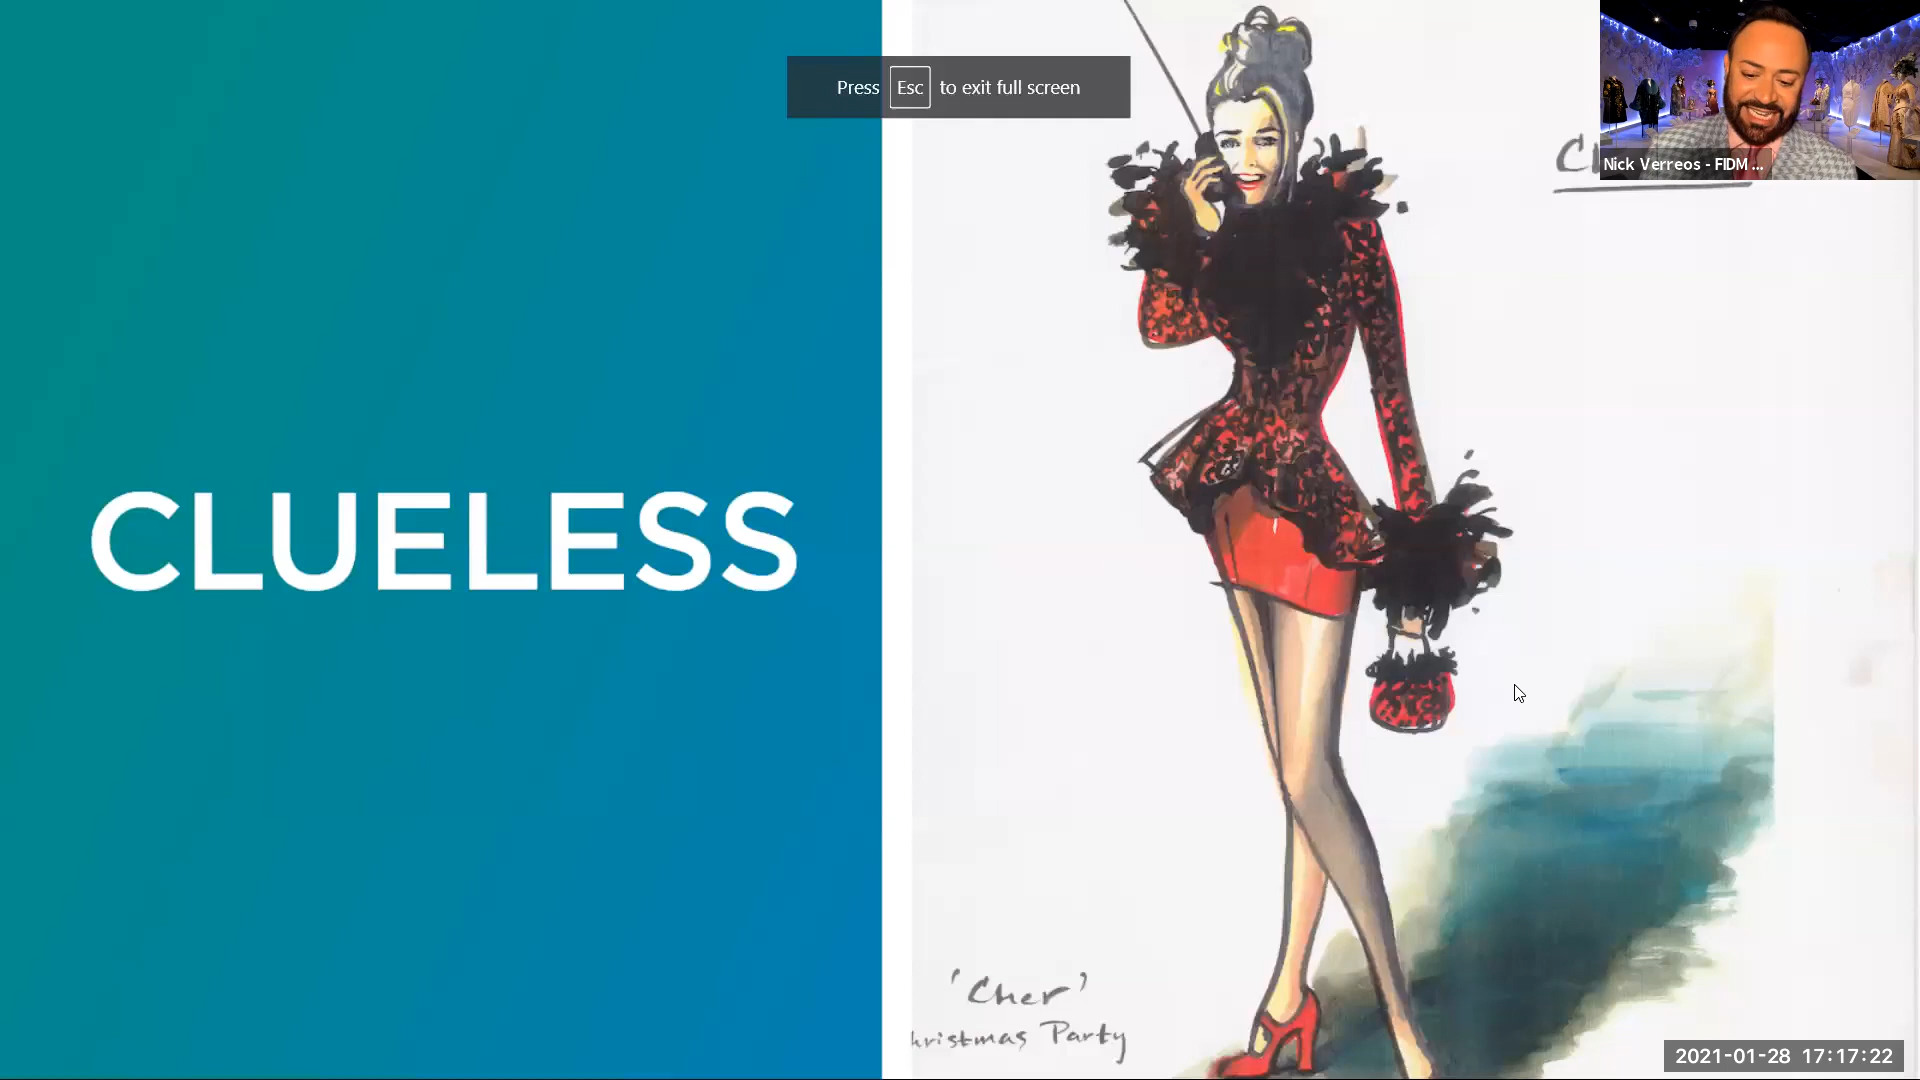 Press Esc to exit full screen
Nick Verreos - FIDM ...
CLUELESS
'Cher'
hristmas Party
2021-01-28 17:17:22